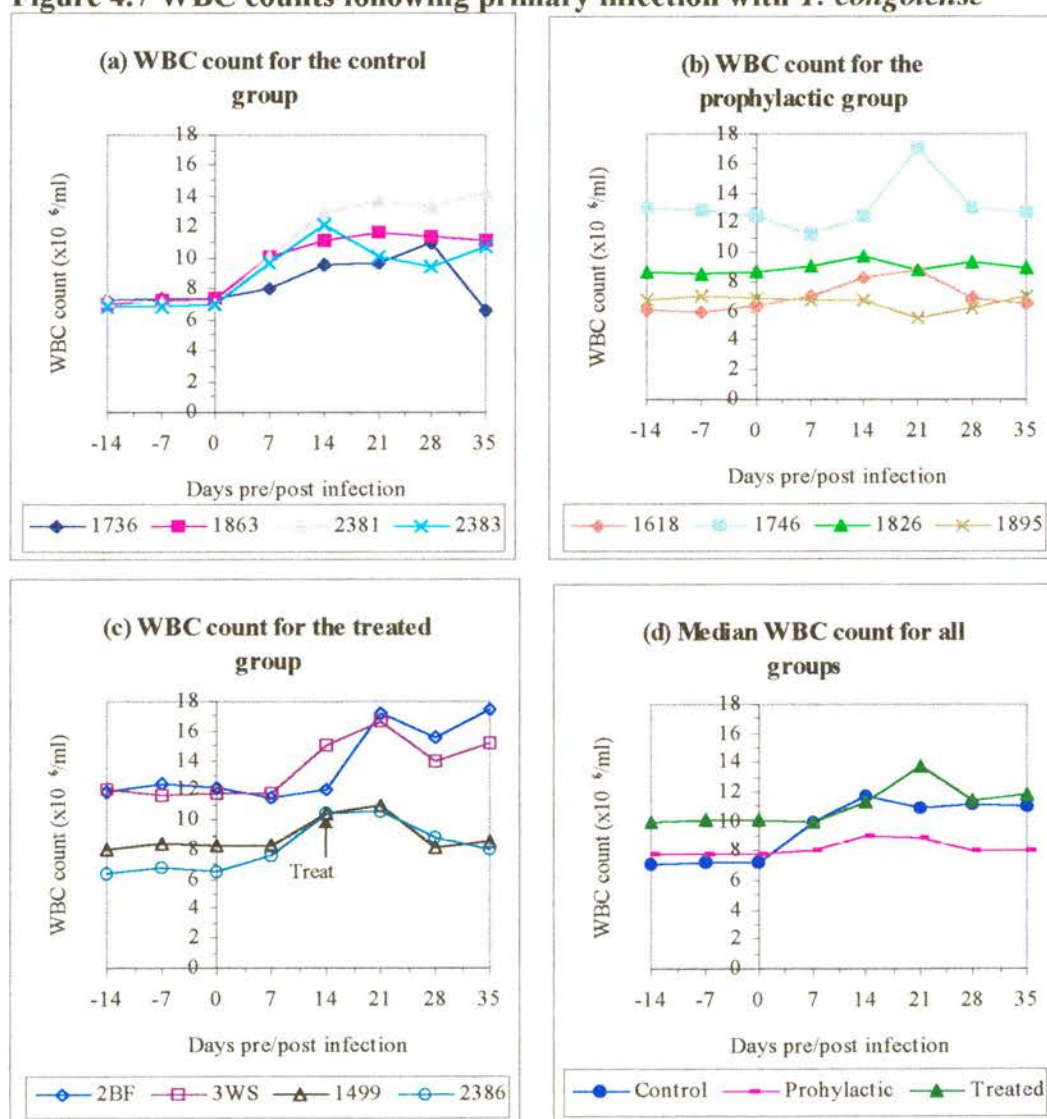 Figure 4.7 WBC counts following primary infection with T. congolense
(a) WBC count for the control
group
WBC count (x10 6/ml)
18
16
14
12
10
8
6
4
2
0
-14 -7 0 7 14 21 28 35
Days pre/post infection
1736 1863 2381 2383
(b) WBC count for the
prophylactic group
WBC count (x10 6/ml)
18
16
14
12
10
8
6
4
2
0
-14 -7 0 7 14 21 28 35
Days pre/post infection
1618 1746 1826 1895
(c) WBC count for the treated
group
WBC count (x10 6/ml)
18
16
14
12
10
8
6
4
2
0
Treat
-14 -7 0 7 14 21 28 35
Days pre/post infection
2BF 3WS 1499 2386
(d) Median WBC count for all
groups
WBC count (x10 6/ml)
18
16
14
12
10
8
6
4
2
0
-14 -7 0 7 14 21 28 35
Days pre/post infection
Control Prohylactic Treated